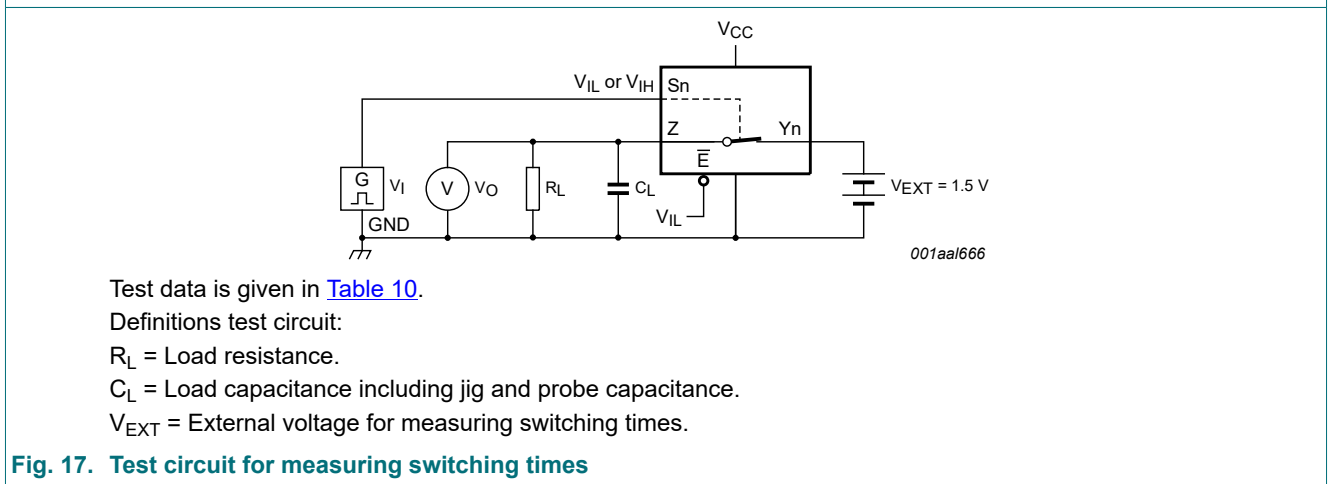 VCC
VIL or VIH
Sn
Z
Yn
E
G
VI
V
VO
RL
CL
VEXT = 1.5 V
VIL
GND
001aal666
Test data is given in Table 10.
Definitions test circuit:
RL = Load resistance.
CL = Load capacitance including jig and probe capacitance.
VEXT = External voltage for measuring switching times.
Fig. 17. Test circuit for measuring switching times